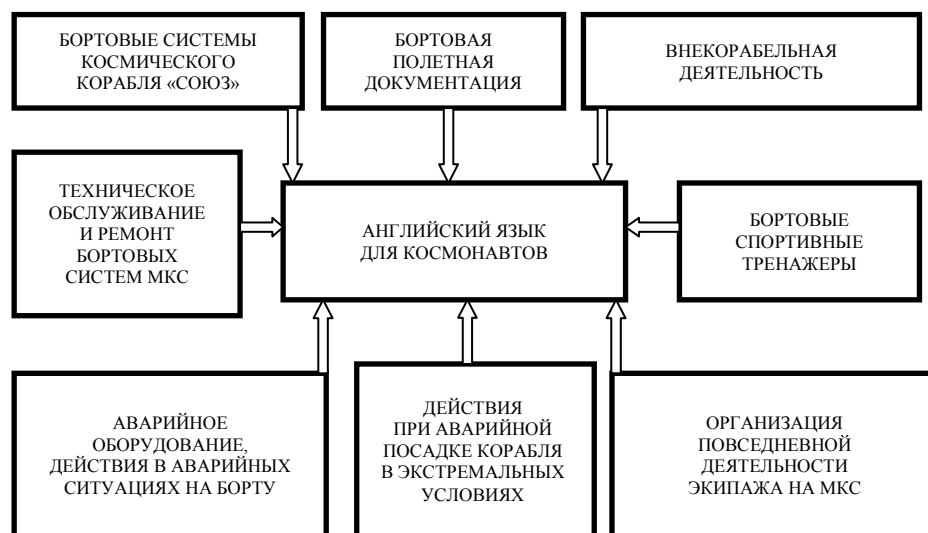 БОРТОВЫЕ СИСТЕМЫ
КОСМИЧЕСКОГО
КОРАБЛЯ «СОЮЗ»
БОРТОВАЯ
ПОЛЕТНАЯ
ДОКУМЕНТАЦИЯ
ВНЕКОРАБЕЛЬНАЯ
ДЕЯТЕЛЬНОСТЬ
ТЕХНИЧЕСКОЕ
ОБСЛУЖИВАНИЕ
И РЕМОНТ
БОРТОВЫХ
СИСТЕМ МКС
АНГЛИЙСКИЙ ЯЗЫК
ДЛЯ КОСМОНАВТОВ
БОРТОВЫЕ
СПОРТИВНЫЕ
ТРЕНАЖЕРЫ
АВАРИЙНОЕ
ОБОРУДОВАНИЕ,
ДЕЙСТВИЯ В АВАРИЙНЫХ
СИТУАЦИЯХ НА БОРТУ
ДЕЙСТВИЯ
ПРИ АВАРИЙНОЙ
ПОСАДКЕ КОРАБЛЯ
В ЭКСТРЕМАЛЬНЫХ
УСЛОВИЯХ
ОРГАНИЗАЦИЯ
ПОВСЕДНЕВНОЙ
ДЕЯТЕЛЬНОСТИ
ЭКИПАЖА НА МКС